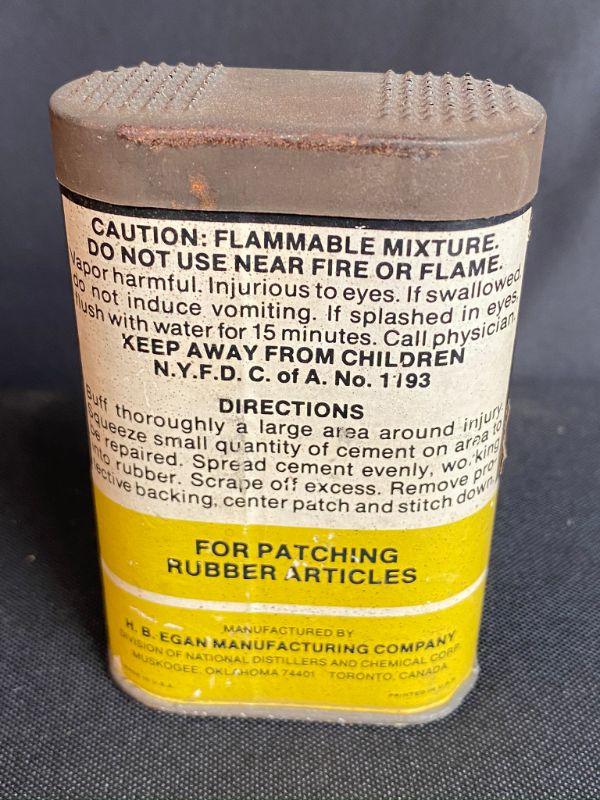 CAUTION: FLAMMABLE MIXTURE.
DO NOT USE NEAR FIRE OR FLAME.
Vapor harmful. Injurious to eyes. If swallowed
do not induce vomiting. If splashed in eyes,
flush with water for 15 minutes. Call physician.
KEEP AWAY FROM CHILDREN
N.Y.F.D. C. of A. No. 1193
DIRECTIONS
Buff thoroughly a large area around injury.
Squeeze small quantity of cement on area to
be repaired. Spread cement evenly, working
into rubber. Scrape off excess. Remove pro-
tective backing, center patch and stitch down.
FOR PATCHING
RUBBER ARTICLES
MANUFACTURED BY
H. B. EGAN MANUFACTURING COMPANY
DIVISION OF NATIONAL DISTILLERS AND CHEMICAL CORP.
MUSKOGEE, OKLAHOMA 74401 TORONTO, CANADA
MADE IN U.S.A. PRINTED IN U.S.A.